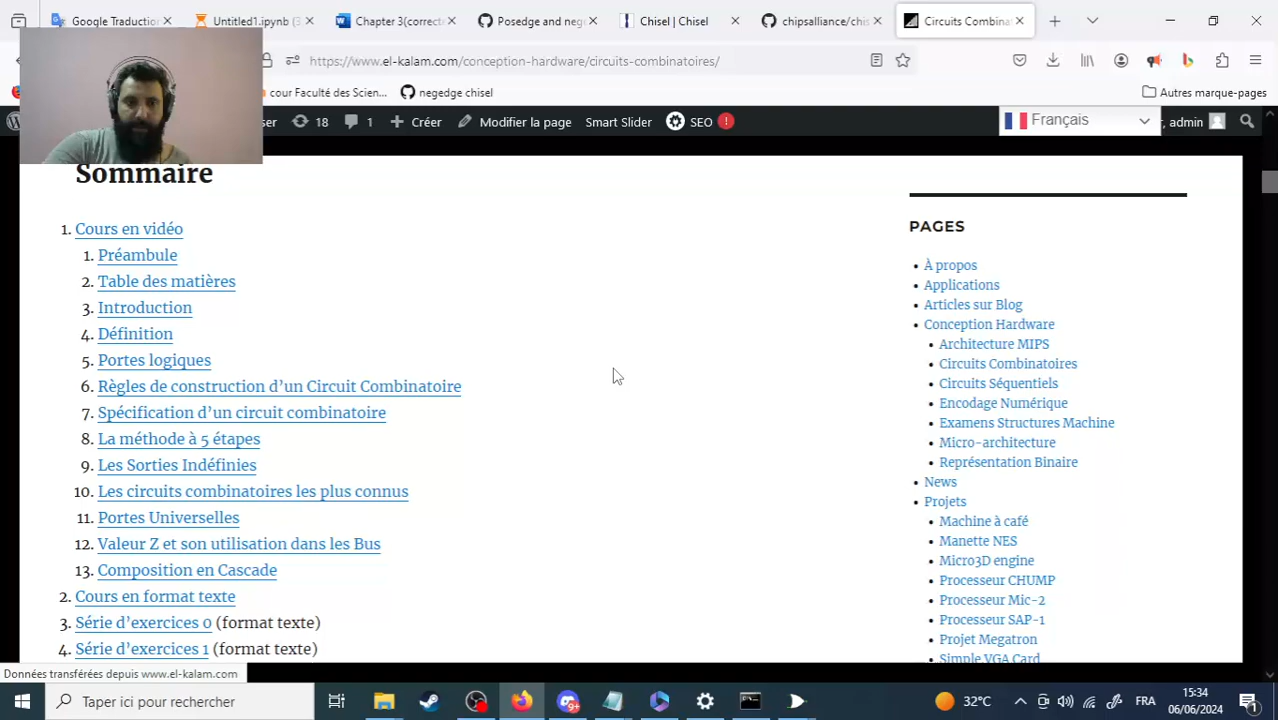 Google Traduction
Untitled1.ipynb (3
Chapter 3(correcte
Posedge and neg
Chisel | Chisel
chipsalliance/chis
Circuits Combina
https://www.el-kalam.com/conception-hardware/circuits-combinatoires/
cour Faculté des Scien...
negedge chisel
Autres marque-pages
ser
18
1
Créer
Modifier la page
Smart Slider
SEO
!
Français
r, admin
Sommaire
1. Cours en vidéo
1. Préambule
2. Table des matières
3. Introduction
4. Définition
5. Portes logiques
6. Règles de construction d'un Circuit Combinatoire
7. Spécification d'un circuit combinatoire
8. La méthode à 5 étapes
9. Les Sorties Indéfinies
10. Les circuits combinatoires les plus connus
11. Portes Universelles
12. Valeur Z et son utilisation dans les Bus
13. Composition en Cascade
2. Cours en format texte
3. Série d'exercices 0 (format texte)
4. Série d'exercices 1 (format texte)
PAGES
À propos
Applications
Articles sur Blog
Conception Hardware
Architecture MIPS
Circuits Combinatoires
Circuits Séquentiels
Encodage Numérique
Examens Structures Machine
Micro-architecture
Représentation Binaire
News
Projets
Machine à café
Manette NES
Micro3D engine
Processeur CHUMP
Processeur Mic-2
Processeur SAP-1
Projet Megatron
Simple VGA Card
Données transférées depuis www.el-kalam.com
Taper ici pour rechercher
9+
32°C
FRA
15:34
06/06/2024
1